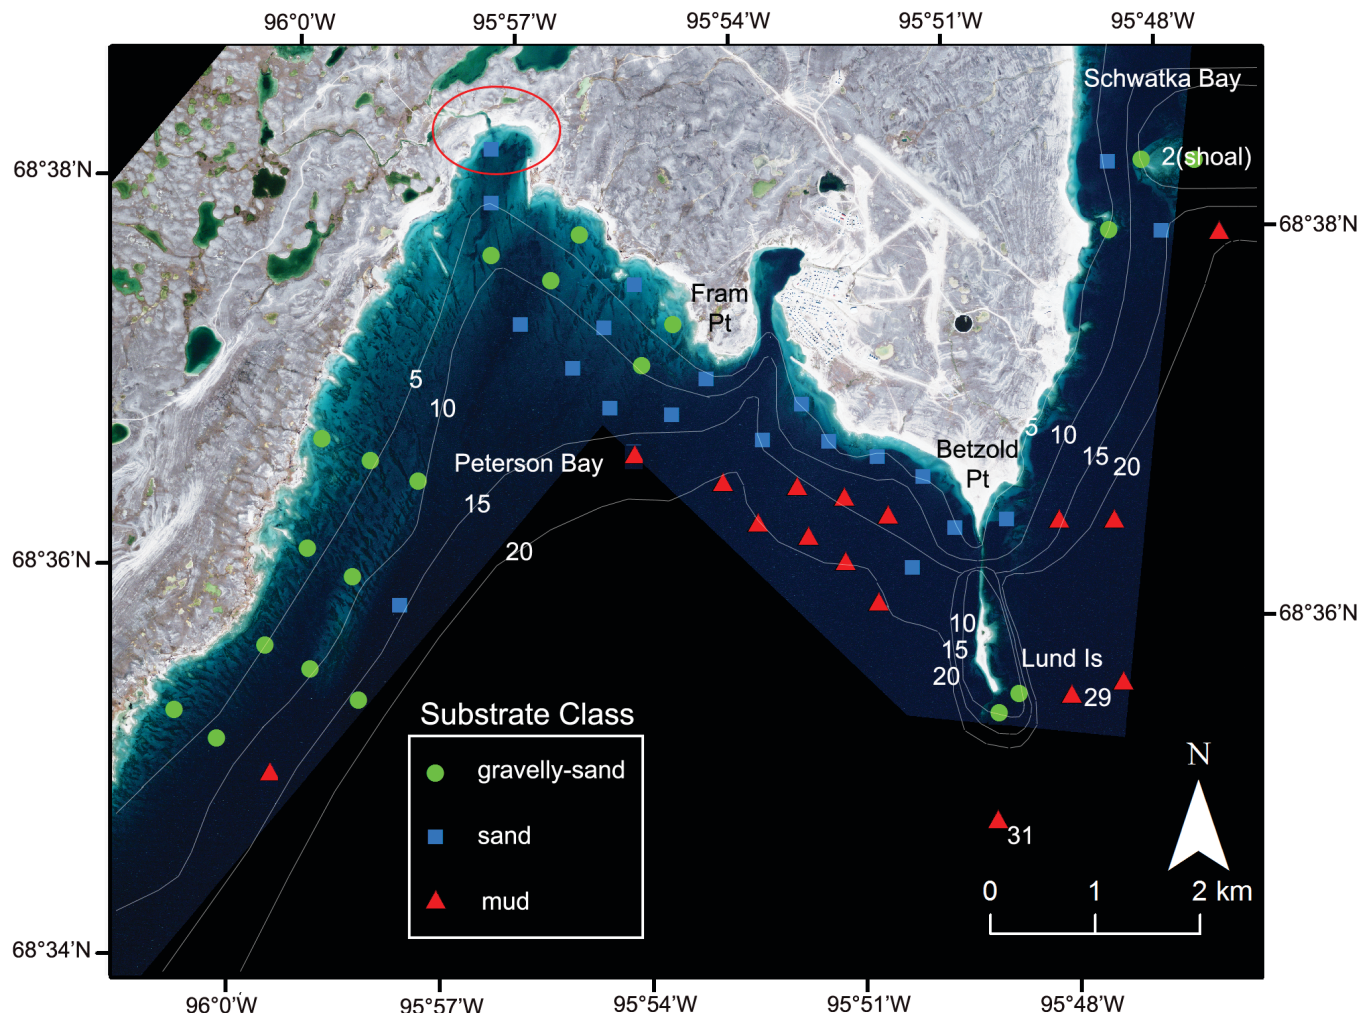 96°0'W
95°57'W
95°54'W
95°51'W
95°48'W
Schwatka Bay
2(shoal)
68°38'N
68°38'N
Fram
Pt
5
10
Betzold
Pt
5
10
15
20
Peterson Bay
15
20
68°36'N
68°36'N
10
15
20
Lund Is
29
Substrate Class
gravelly-sand
sand
mud
31
N
0
1
2 km
68°34'N
96°0'W
95°57'W
95°54'W
95°51'W
95°48'W